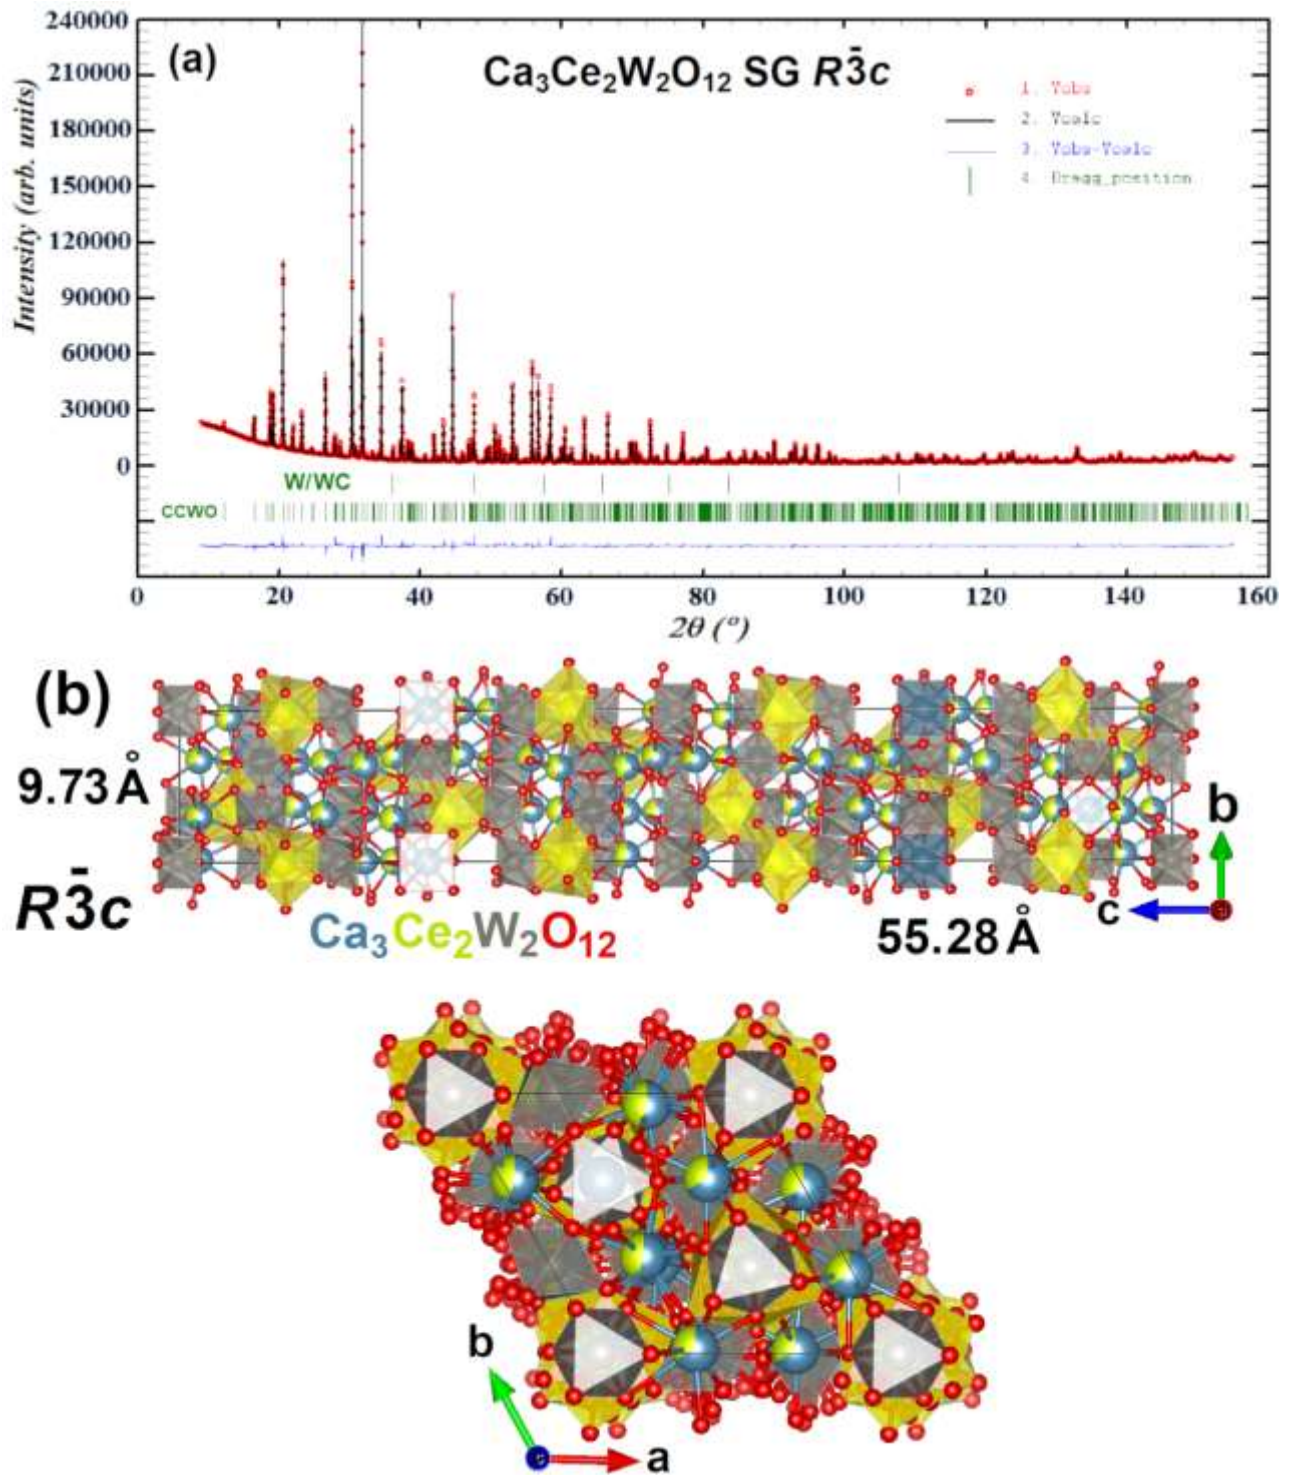 240000
(a)
Ca₃Ce₂W₂O₁₂ SG R3̄c
210000
180000
150000
120000
90000
60000
30000
0
Intensity (arb. units)
1. Yobs
2. Ycalc
3. Yobs-Ycalc
4. Bragg_position
W/WC
CCWO
0 20 40 60 80 100 120 140 160
2θ (°)
(b)
9.73 Å
b
R3̄c
c
Ca₃Ce₂W₂O₁₂
55.28 Å
b
a